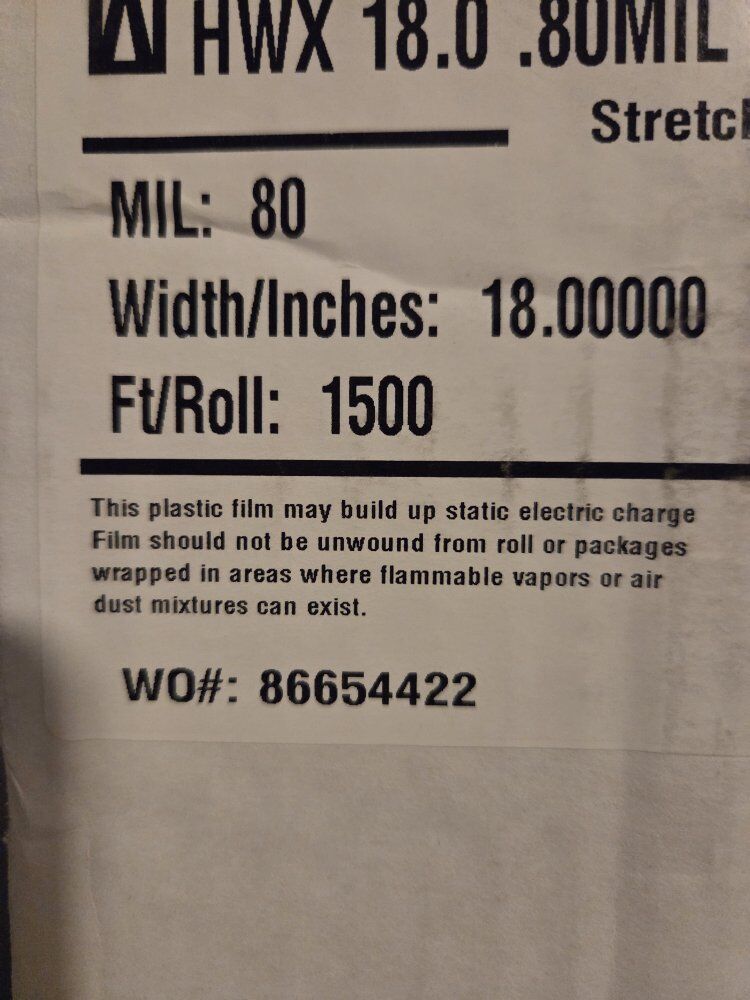 HWX 18.0 .80MIL
MIL: 80
Width/Inches: 18.00000
Ft/Roll: 1500
This plastic film may build up static electric charge
Film should not be unwound from roll or packages
wrapped in areas where flammable vapors or air
dust mixtures can exist.
WO#: 86654422